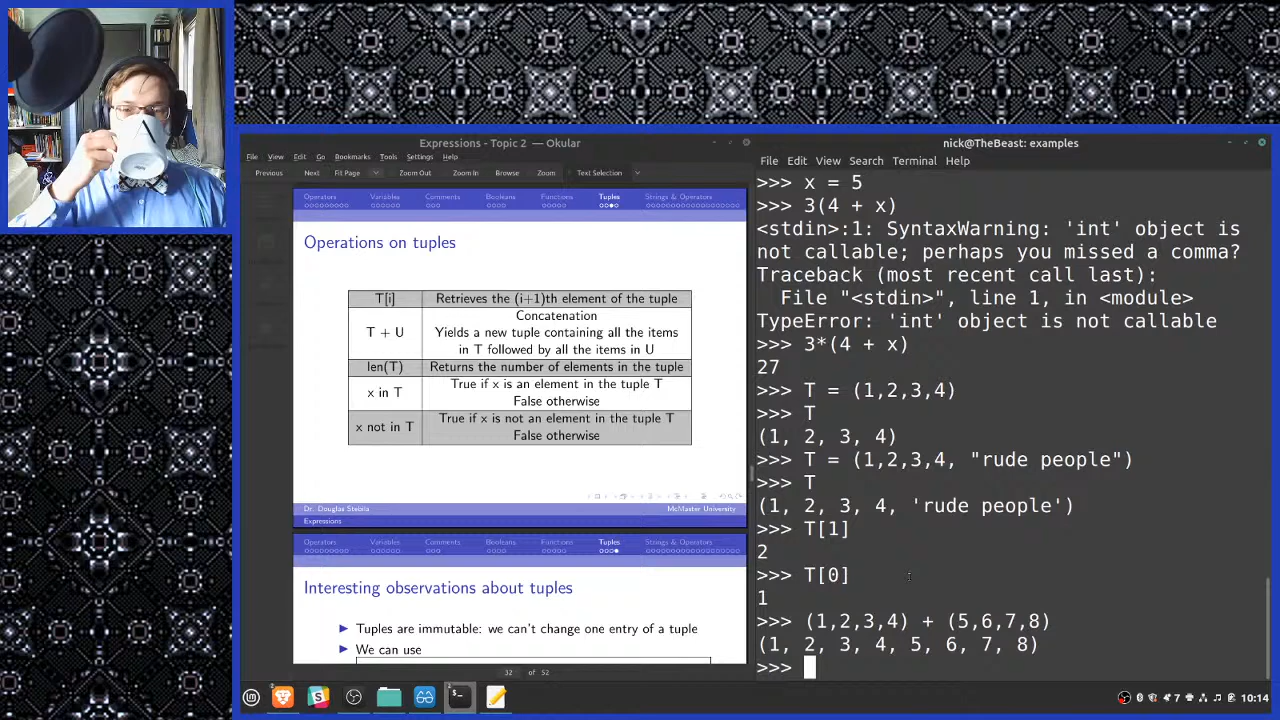 Expressions - Topic 2 — Okular
File Edit View Go Bookmarks Tools Settings Help
Previous Next Fit Page Zoom Out Zoom In Browse Zoom Text Selection
Operators Variables Comments Booleans Functions Tuples Strings & Operators
Operations on tuples
T[i] Retrieves the (i+1)th element of the tuple
Concatenation
T + U Yields a new tuple containing all the items
in T followed by all the items in U
len(T) Returns the number of elements in the tuple
x in T True if x is an element in the tuple T
False otherwise
x not in T True if x is not an element in the tuple T
False otherwise
Dr. Douglas Stebila McMaster University
Expressions
Operators Variables Comments Booleans Functions Tuples Strings & Operators
Interesting observations about tuples
Tuples are immutable: we can't change one entry of a tuple
We can use
32 of 52
nick@TheBeast: examples
File Edit View Search Terminal Help
>>> x = 5
>>> 3(4 + x)
<stdin>:1: SyntaxWarning: 'int' object is
not callable; perhaps you missed a comma?
Traceback (most recent call last):
File "<stdin>", line 1, in <module>
TypeError: 'int' object is not callable
>>> 3*(4 + x)
27
>>> T = (1,2,3,4)
>>> T
(1, 2, 3, 4)
>>> T = (1,2,3,4, "rude people")
>>> T
(1, 2, 3, 4, 'rude people')
>>> T[1]
2
>>> T[0]
1
>>> (1,2,3,4) + (5,6,7,8)
(1, 2, 3, 4, 5, 6, 7, 8)
>>>
7 10:14